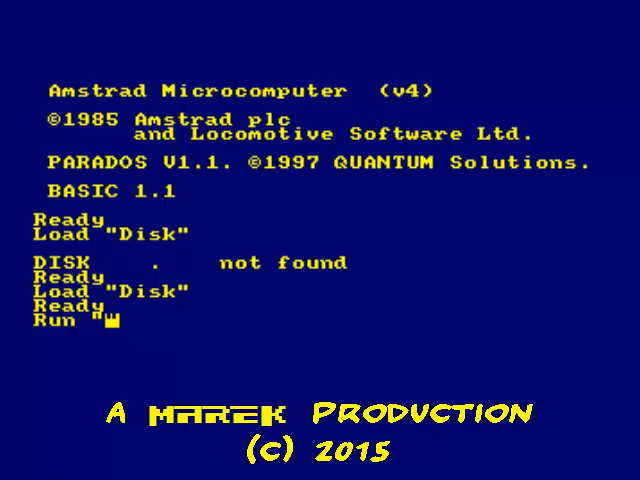 Amstrad Microcomputer (v4)
©1985 Amstrad plc
and Locomotive Software Ltd.
PARADOS V1.1. ©1997 QUANTUM Solutions.
BASIC 1.1
Ready
Load "Disk"
DISK . not found
Ready
Load "Disk"
Ready
Run "
A MAREK PRODUCTION
(C) 2015